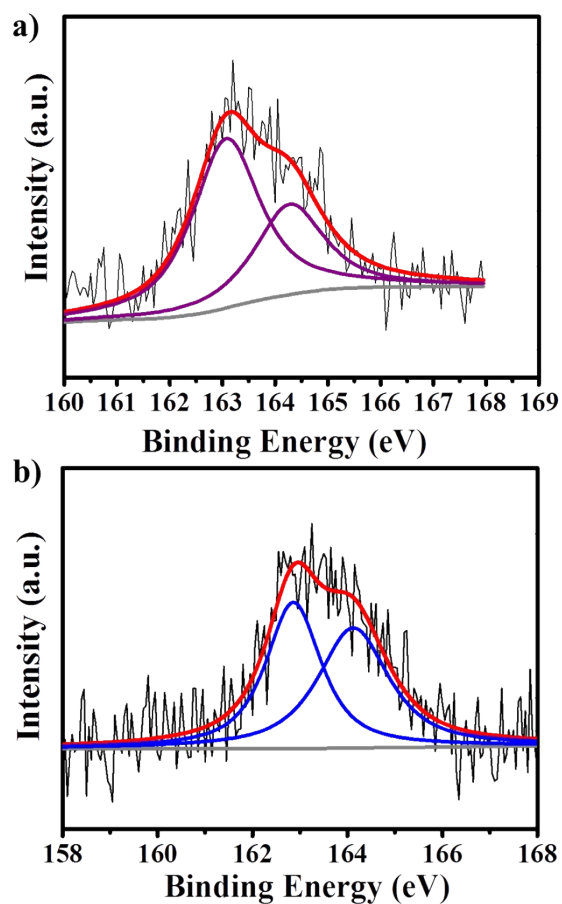 a)
Intensity (a.u.)
160 161 162 163 164 165 166 167 168 169
Binding Energy (eV)
b)
Intensity (a.u.)
158 160 162 164 166 168
Binding Energy (eV)